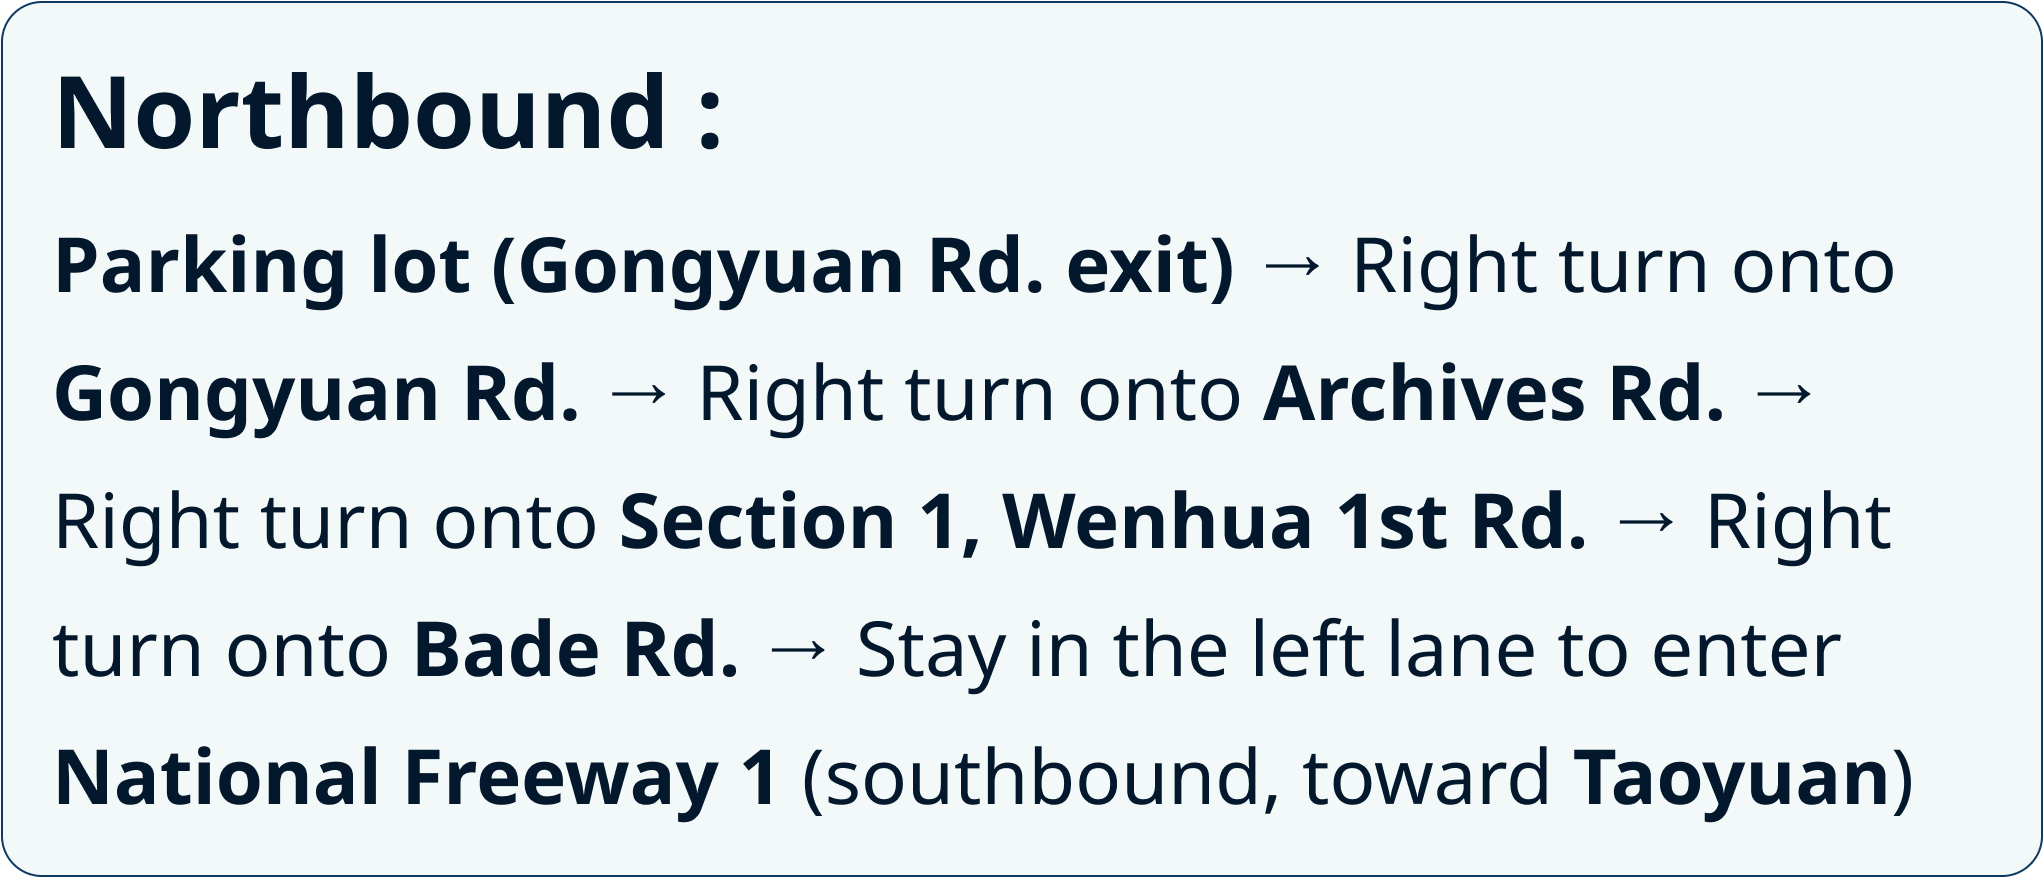 Northbound :
Parking lot (Gongyuan Rd. exit) → Right turn onto
Gongyuan Rd. → Right turn onto Archives Rd. →
Right turn onto Section 1, Wenhua 1st Rd. → Right
turn onto Bade Rd. → Stay in the left lane to enter
National Freeway 1 (southbound, toward Taoyuan)